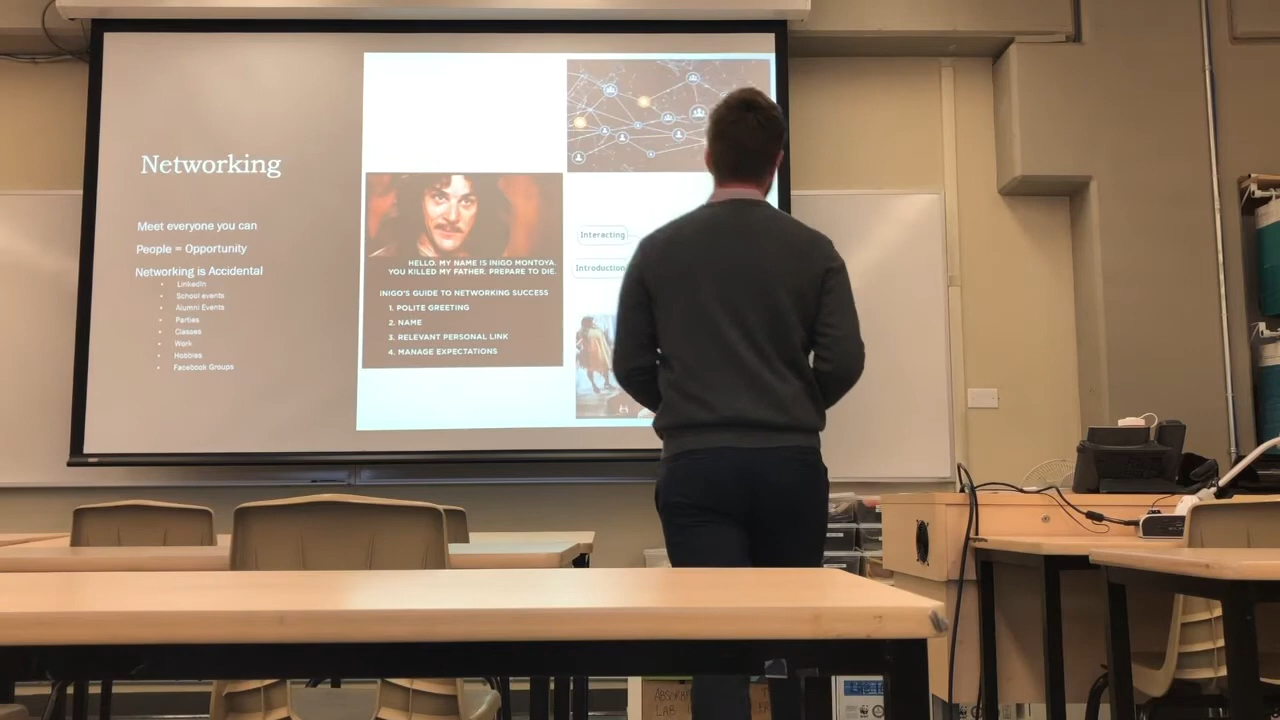 Networking
Meet everyone you can
People = Opportunity
Networking is Accidental
• LinkedIn
• School events
• Alumni Events
• Parties
• Classes
• Work
• Hobbies
• Facebook Groups
HELLO. MY NAME IS INIGO MONTOYA.
YOU KILLED MY FATHER. PREPARE TO DIE.
INIGO'S GUIDE TO NETWORKING SUCCESS
1. POLITE GREETING
2. NAME
3. RELEVANT PERSONAL LINK
4. MANAGE EXPECTATIONS
Interacting
Introduction
LAB